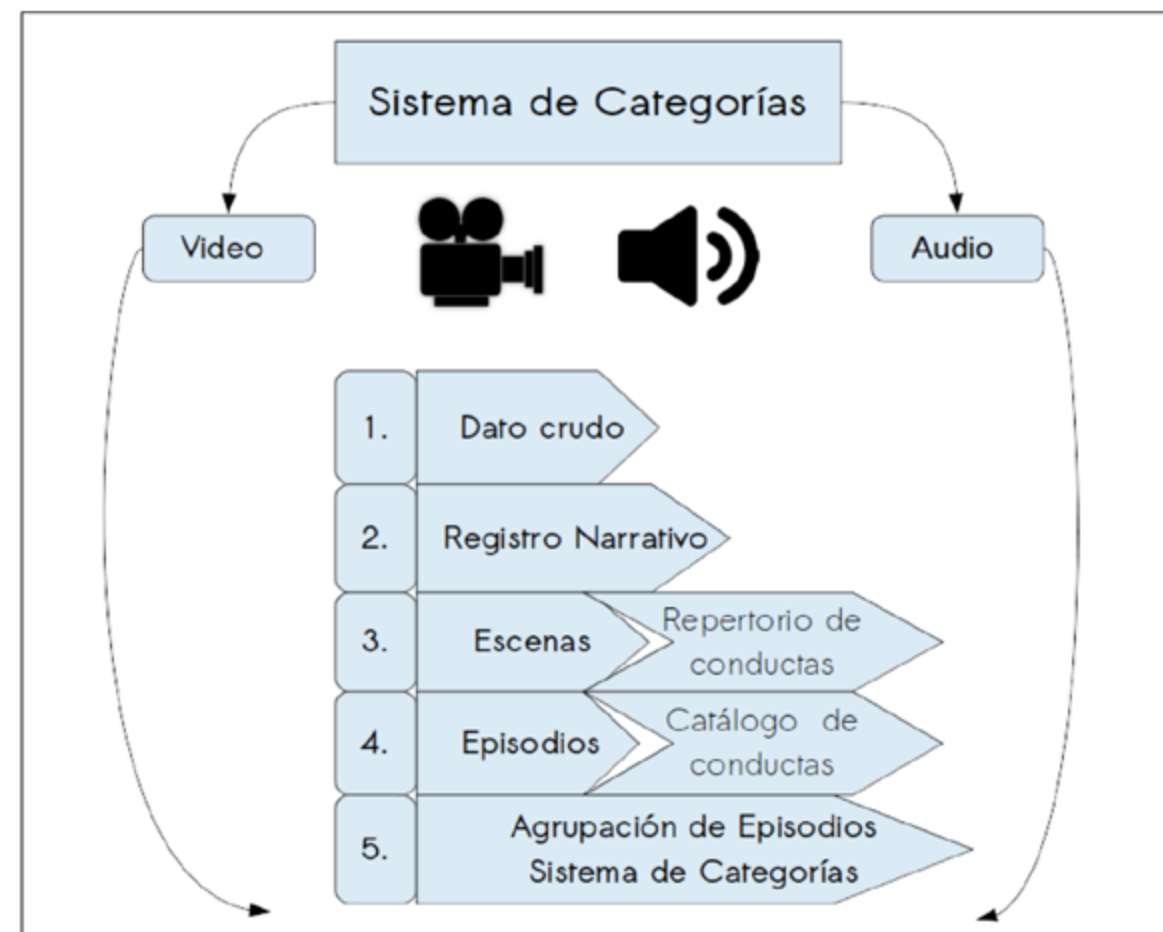 Sistema de Categorías
Video
Audio
1. Dato crudo
2. Registro Narrativo
3. Escenas
Repertorio de
conductas
4. Episodios
Catálogo de
conductas
5. Agrupación de Episodios
Sistema de Categorías